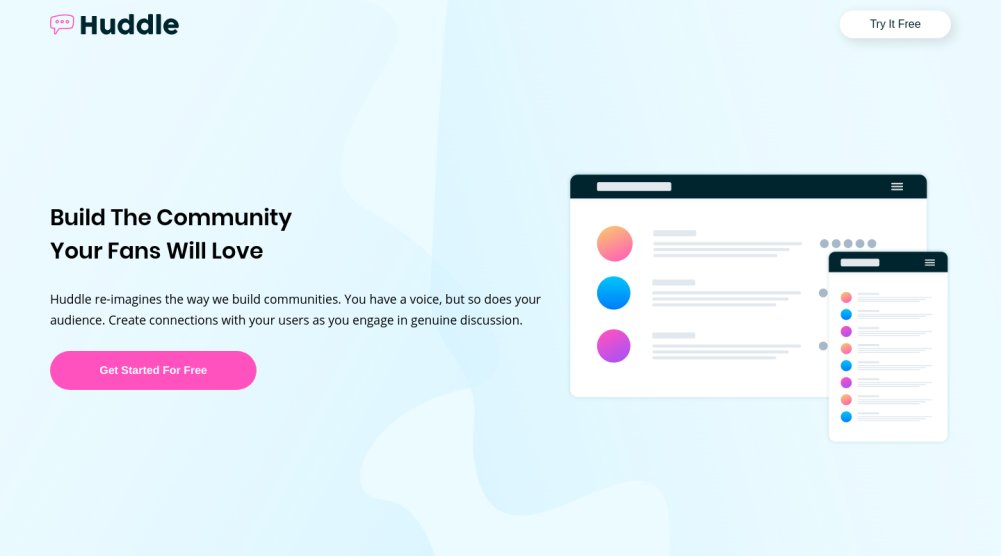 Huddle
Try It Free
Build The Community
Your Fans Will Love
Huddle re-imagines the way we build communities. You have a voice, but so does your
audience. Create connections with your users as you engage in genuine discussion.
Get Started For Free